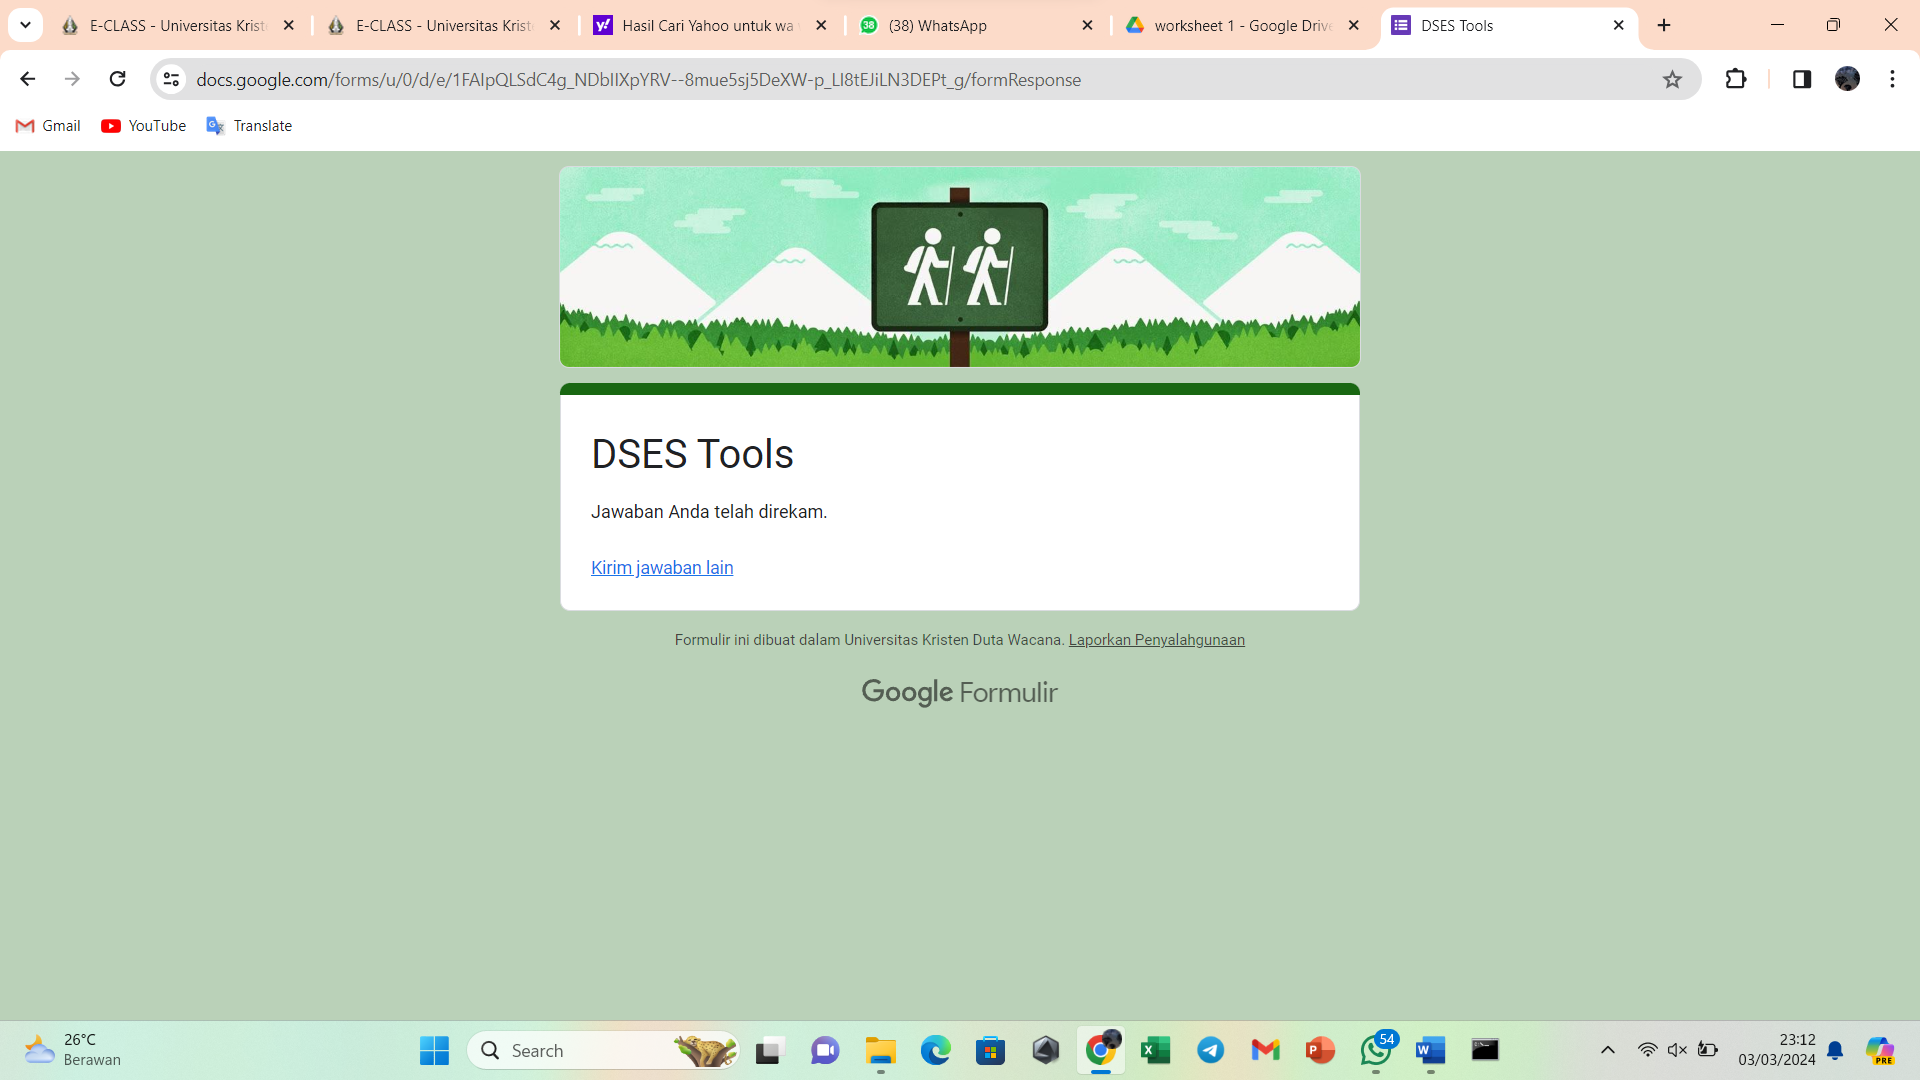 E-CLASS - Universitas Krist
E-CLASS - Universitas Krist
Hasil Cari Yahoo untuk wa
(38) WhatsApp
worksheet 1 - Google Drive
DSES Tools
docs.google.com/forms/u/0/d/e/1FAIpQLSdC4g_NDbIIXpYRV--8mue5sj5DeXW-p_LI8tEJiLN3DEPt_g/formResponse
Gmail
YouTube
Translate
DSES Tools
Jawaban Anda telah direkam.
Kirim jawaban lain
Formulir ini dibuat dalam Universitas Kristen Duta Wacana. Laporkan Penyalahgunaan
Google Formulir
26°C
Berawan
Search
54
23:12
03/03/2024
PRE